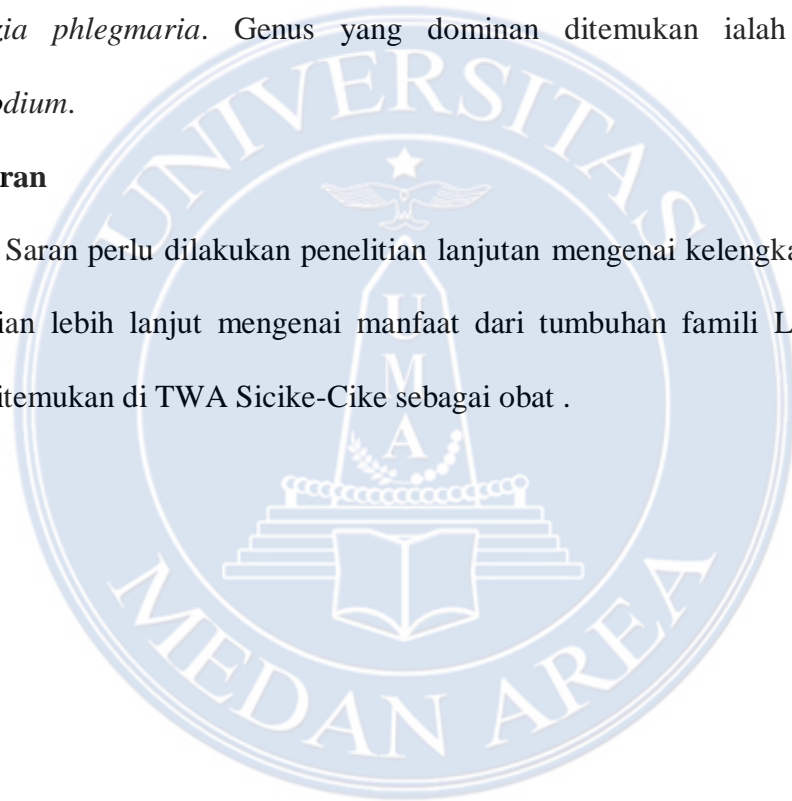 zia phlegmaria. Genus yang dominan ditemukan ialah
odium.
ran
Saran perlu dilakukan penelitian lanjutan mengenai kelengka
ian lebih lanjut mengenai manfaat dari tumbuhan famili L
itemukan di TWA Sicike-Cike sebagai obat .
UNIVERSITAS
U
M
A
MEDAN AREA